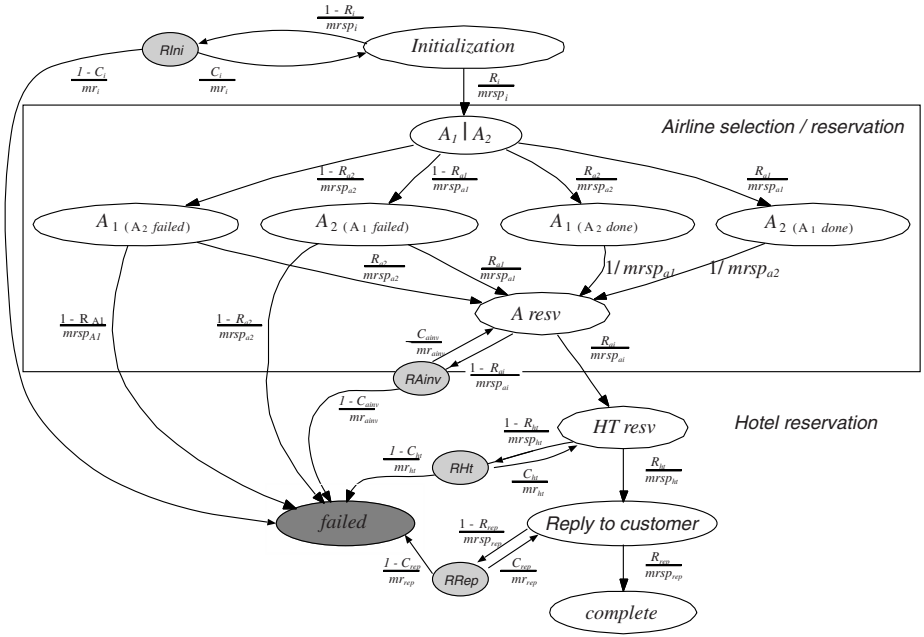 1 - R_i
mrsp_i
RIni
Initialization
1 - C_i
mr_i
C_i
mr_i
R_i
mrsp_i
A_1 | A_2
Airline selection / reservation
1 - R_a2
mrsp_a2
1 - R_a1
mrsp_a1
R_a2
mrsp_a2
R_a1
mrsp_a1
A_1 (A_2 failed)
A_2 (A_1 failed)
A_1 (A_2 done)
A_2 (A_1 done)
R_a2
mrsp_a2
R_a1
mrsp_a1
1/ mrsp_a1
1/ mrsp_a2
1 - R_A1
mrsp_A1
1 - R_a2
mrsp_a2
A resv
C_ainv
mr_ainv
R_ai
mrsp_ai
RAinv
1 - R_ai
mrsp_ai
1 - C_ainv
mr_ainv
HT resv
Hotel reservation
1 - R_ht
mrsp_ht
1 - C_ht
mr_ht
RHt
C_ht
mr_ht
R_ht
mrsp_ht
failed
Reply to customer
1 - R_rep
mrsp_rep
1 - C_rep
mr_rep
RRep
C_rep
mr_rep
R_rep
mrsp_rep
complete